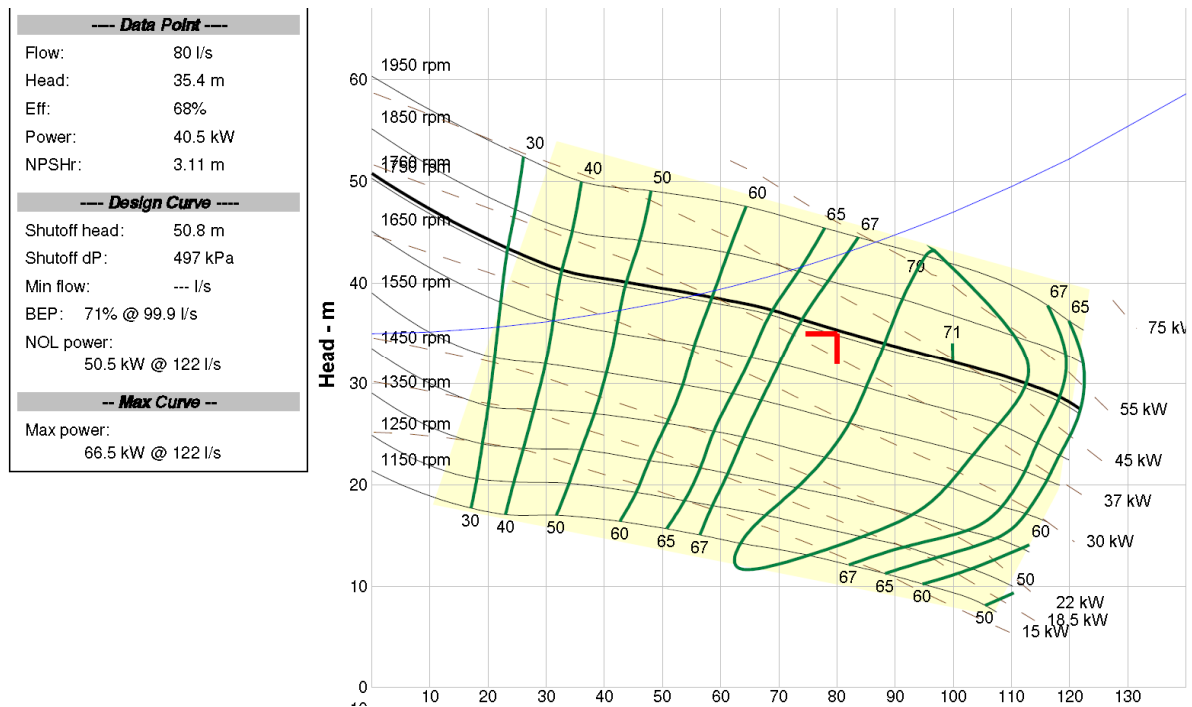 ---- Data Point ----
Flow: 80 l/s
Head: 35.4 m
Eff: 68%
Power: 40.5 kW
NPSHr: 3.11 m
---- Design Curve ----
Shutoff head: 50.8 m
Shutoff dP: 497 kPa
Min flow: --- l/s
BEP: 71% @ 99.9 l/s
NOL power:
50.5 kW @ 122 l/s
-- Max Curve --
Max power:
66.5 kW @ 122 l/s
Head - m
60
50
40
30
20
10
0
1950 rpm
1850 rpm
1760 rpm
1750 rpm
1650 rpm
1550 rpm
1450 rpm
1350 rpm
1250 rpm
1150 rpm
30
40
50
60
65
67
70
71
67
65
75 kW
55 kW
45 kW
37 kW
30 kW
22 kW
18.5 kW
15 kW
60
50
30
40
50
60
65
67
67
65
60
50
10 20 30 40 50 60 70 80 90 100 110 120 130